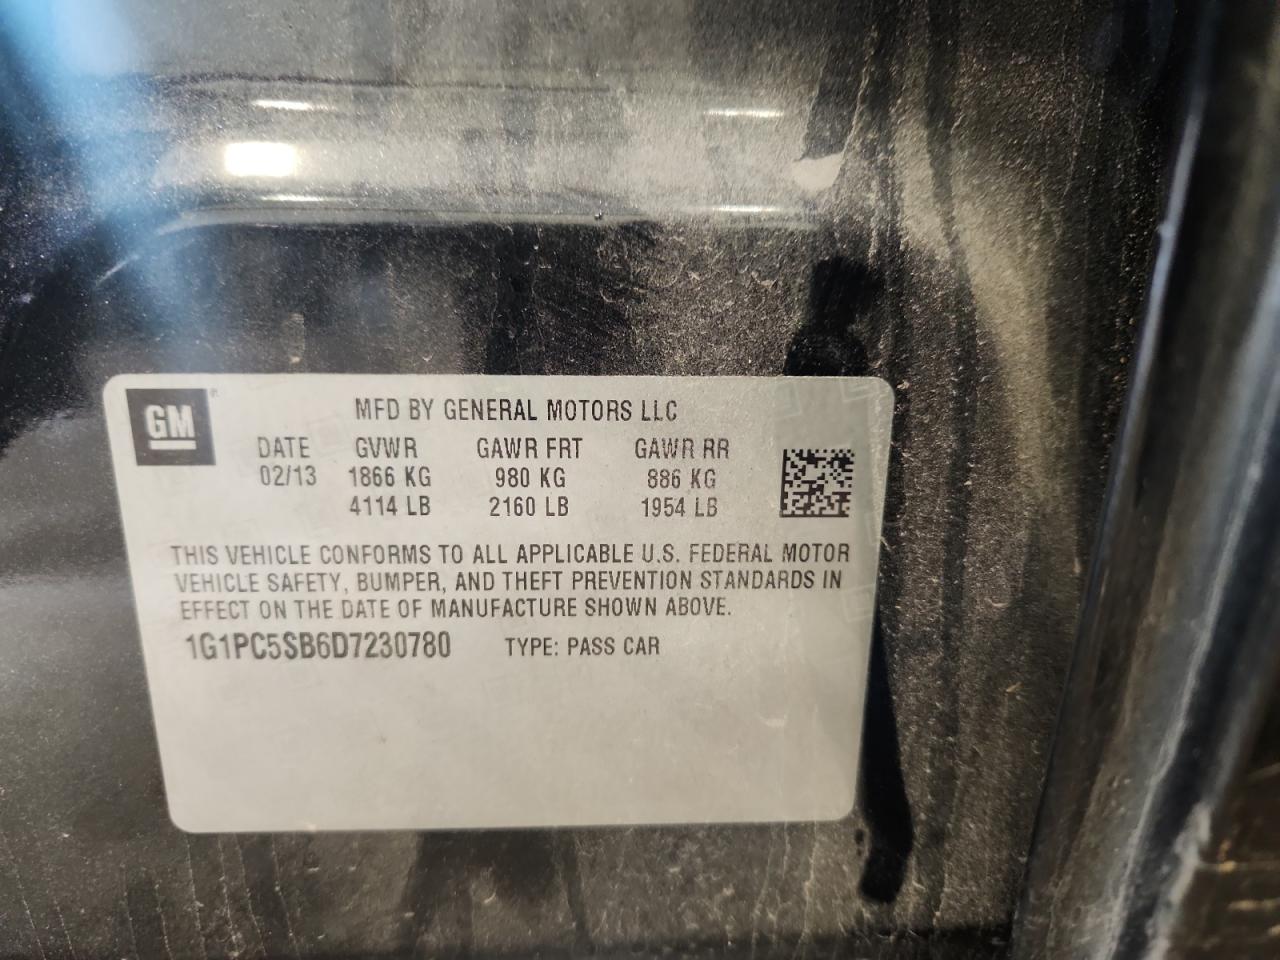 GM
MFD BY GENERAL MOTORS LLC
DATE GVWR GAWR FRT GAWR RR
02/13 1866 KG 980 KG 886 KG
4114 LB 2160 LB 1954 LB
THIS VEHICLE CONFORMS TO ALL APPLICABLE U.S. FEDERAL MOTOR
VEHICLE SAFETY, BUMPER, AND THEFT PREVENTION STANDARDS IN
EFFECT ON THE DATE OF MANUFACTURE SHOWN ABOVE.
1G1PC5SB6D7230780 TYPE: PASS CAR